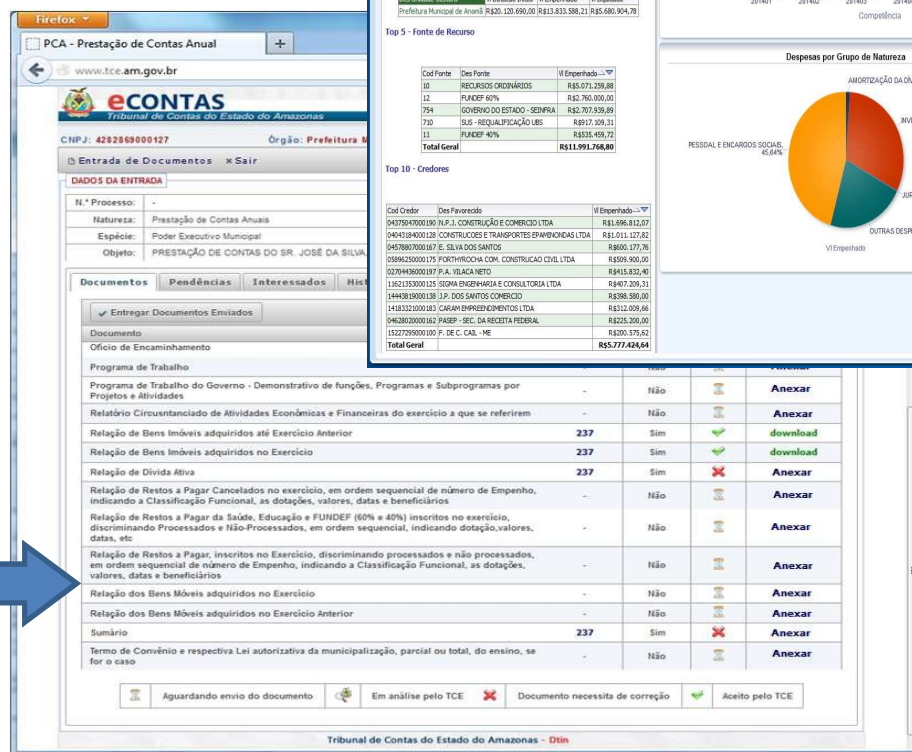 Firefox
PCA - Prestação de Contas Anual
+
www.tce.am.gov.br
eCONTAS
Tribunal de Contas do Estado do Amazonas
CNPJ: 4282869000127 Órgão: Prefeitura M
Entrada de Documentos × Sair
DADOS DA ENTRADA
N.º Processo: -
Natureza: Prestação de Contas Anuais
Espécie: Poder Executivo Municipal
Objeto: PRESTAÇÃO DE CONTAS DO SR. JOSÉ DA SILVA,
Documentos Pendências Interessados Hist
Entregar Documentos Enviados
Documento
Ofício de Encaminhamento
Programa de Trabalho - Não Anexar
Programa de Trabalho do Governo - Demonstrativo de funções, Programas e Subprogramas por
Projetos e Atividades - Não Anexar
Relatório Circusntanciado de Atividades Econômicas e Financeiras do exercício a que se referirem - Não Anexar
Relação de Bens Imóveis adquiridos até Exercício Anterior 237 Sim download
Relação de Bens Imóveis adquiridos no Exercício 237 Sim download
Relação de Dívida Ativa 237 Sim Anexar
Relação de Restos a Pagar Cancelados no exercício, em ordem sequencial de número de Empenho,
indicando a Classificação Funcional, as dotações, valores, datas e beneficiários - Não Anexar
Relação de Restos a Pagar da Saúde, Educação e FUNDEF (60% e 40%) inscritos no exercício,
discriminando Processados e Não-Processados, em ordem sequencial, indicando dotação,valores,
datas, etc - Não Anexar
Relação de Restos a Pagar, inscritos no Exercício, discriminando processados e não processados,
em ordem sequencial de número de Empenho, indicando a Classificação Funcional, as dotações,
valores, datas e beneficiários - Não Anexar
Relação dos Bens Móveis adquiridos no Exercício - Não Anexar
Relação dos Bens Móveis adquiridos no Exercício Anterior - Não Anexar
Sumário 237 Sim Anexar
Termo de Convênio e respectiva Lei autorizativa da municipalização, parcial ou total, do ensino, se
for o caso - Não Anexar
Aguardando envio do documento Em análise pelo TCE Documento necessita de correção Aceito pelo TCE
Tribunal de Contas do Estado do Amazonas - Dtin
Prefeitura Municipal de Anamã R$20.120.690,00 R$13.833.588,21 R$5.680.904,78
Top 5 - Fonte de Recurso
Cod Fonte Des Fonte Vl Empenhado
10 RECURSOS ORDINÁRIOS R$5.071.259,88
12 FUNDEF 60% R$2.760.000,00
754 GOVERNO DO ESTADO - SEINFRA R$2.707.939,89
710 SUS - REQUALIFICAÇÃO UBS R$917.109,31
11 FUNDEF 40% R$535.459,72
Total Geral R$11.991.768,80
Top 10 - Credores
Cod Credor Des Favorecido Vl Empenhado
04375047000190 N.P.J. CONSTRUÇÃO E COMERCIO LTDA R$1.696.812,07
04043184000128 CONSTRUCOES E TRANSPORTES EPAMINONDAS LTDA R$1.011.127,82
04578807000167 E. SILVA DOS SANTOS R$600.177,76
05896250000175 FORTHYROCHA COM. CONSTRUCAO CIVIL LTDA R$509.900,00
02704436000197 P.A. VILACA NETO R$415.832,40
11621353000125 SIGMA ENGENHARIA E CONSULTORIA LTDA R$407.209,31
14443819000138 J.P. DOS SANTOS COMERCIO R$398.580,00
14183321000183 CARAM EMPREENDIMENTOS LTDA R$312.009,66
04628020000162 PASEP - SEC. DA RECEITA FEDERAL R$225.200,00
15227295000100 F. DE C. CAIL - ME R$200.575,62
Total Geral R$5.777.424,64
201401 201402 201403 20140
Competência
Despesas por Grupo de Natureza
AMORTIZAÇÃO DA DÍV
INV
PESSOAL E ENCARGOS SOCIAIS,
45,64%
JUR
OUTRAS DESPE
Vl Empenhado